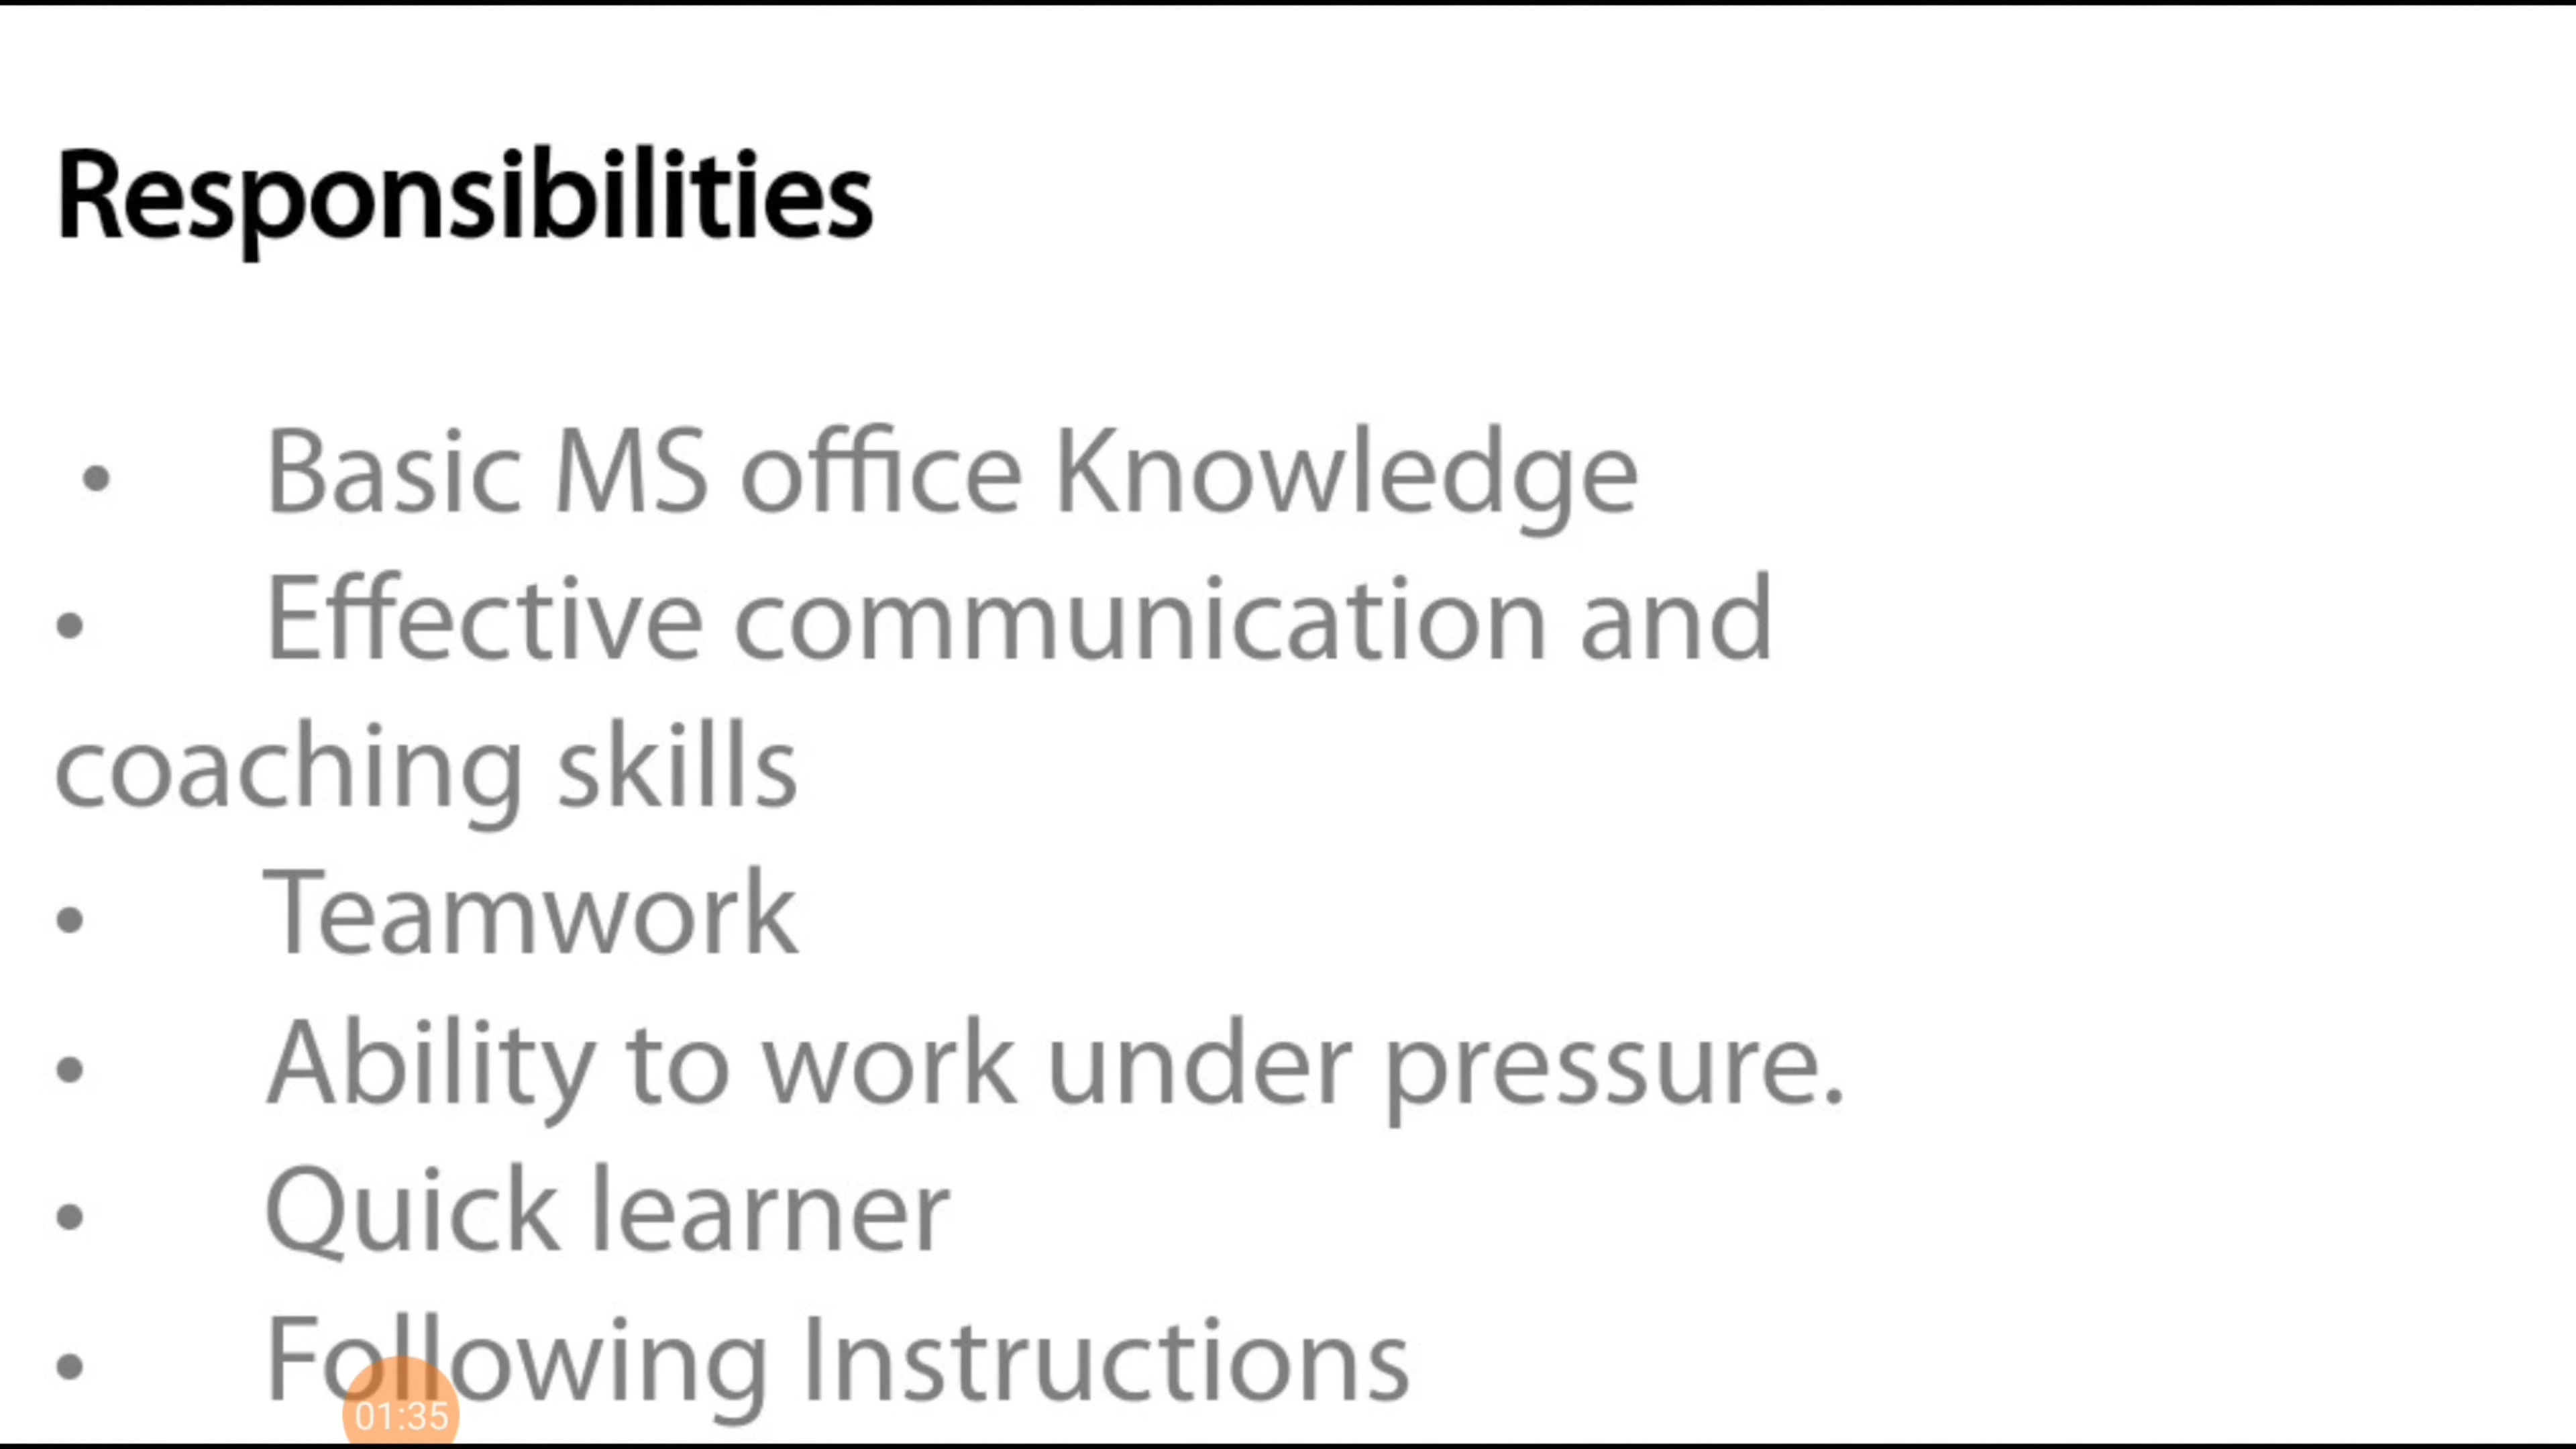 Responsibilities
• Basic MS office Knowledge
• Effective communication and
coaching skills
• Teamwork
• Ability to work under pressure.
• Quick learner
• Following Instructions
01:35